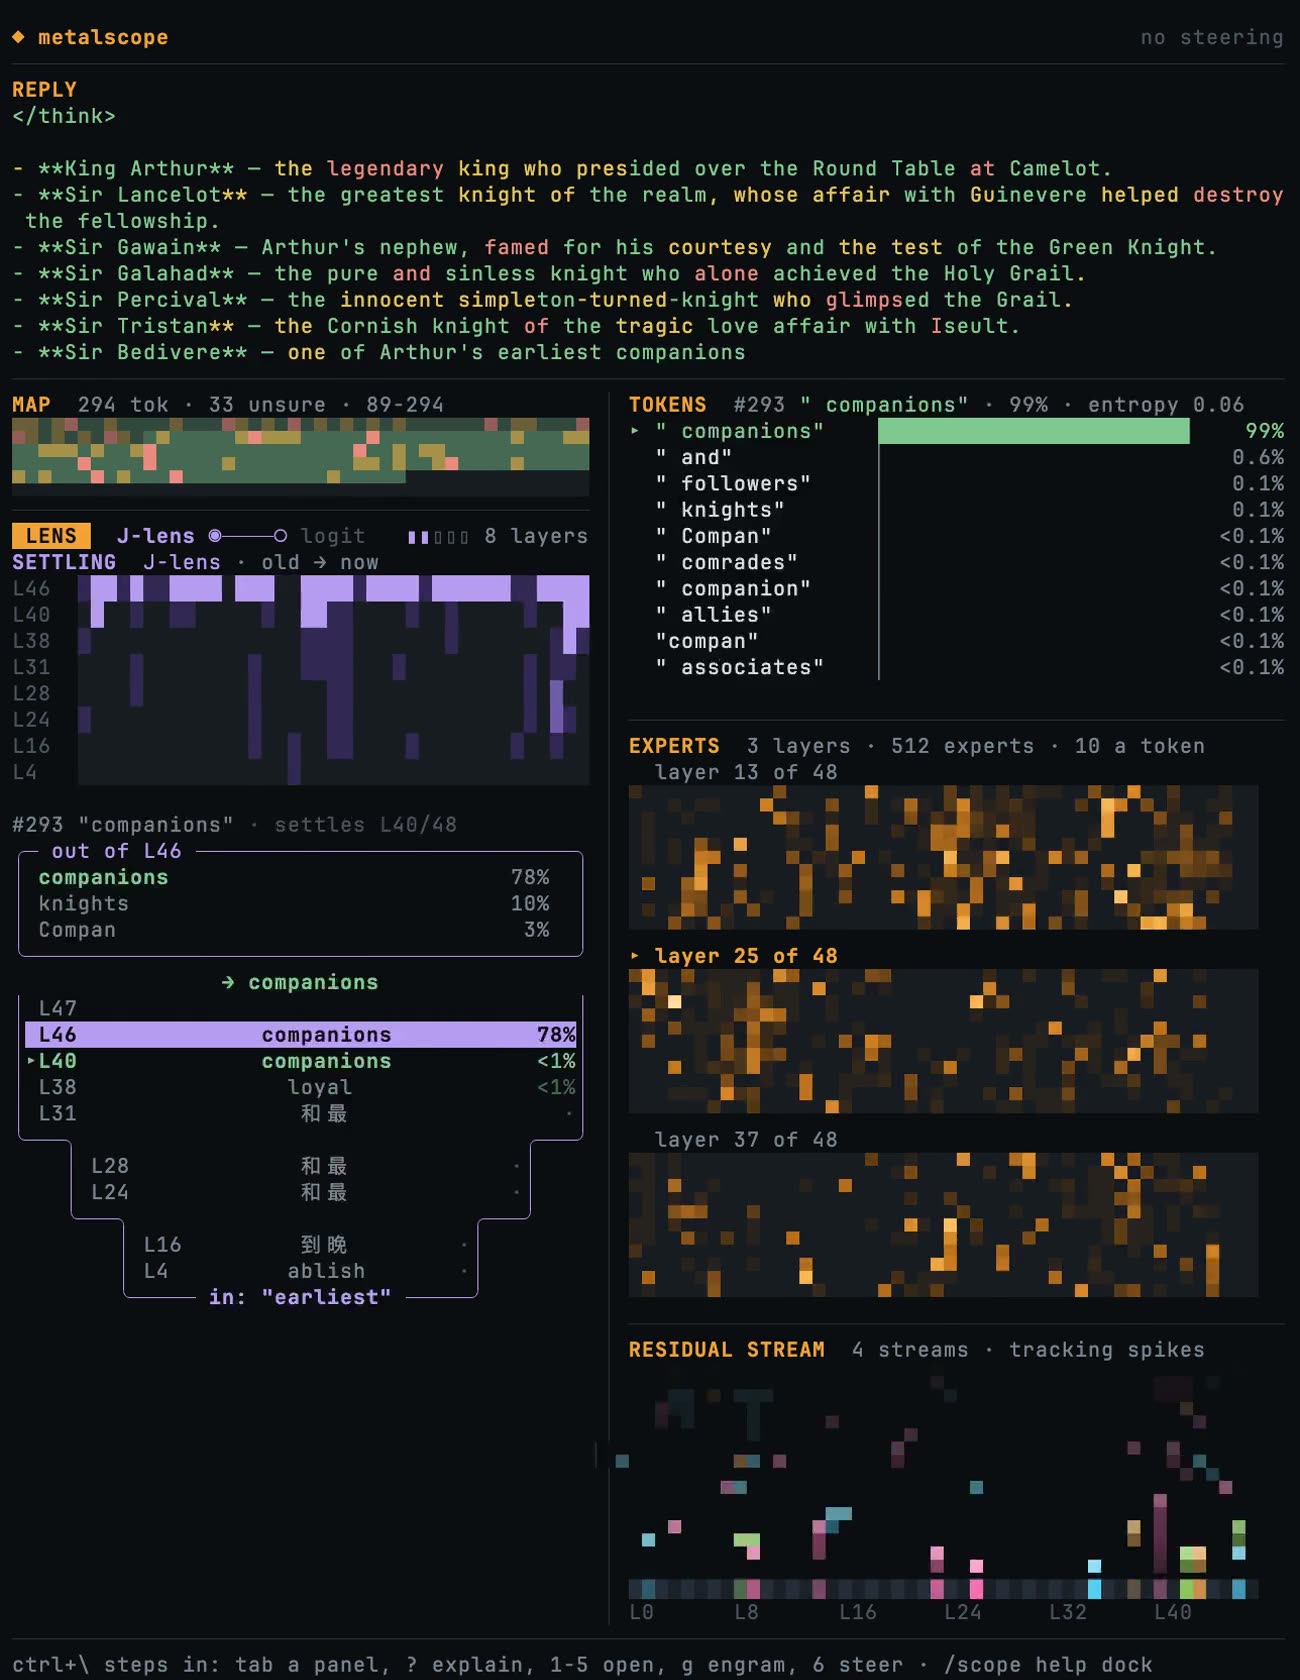 ◆ metalscope
no steering
REPLY
</think>
- **King Arthur** — the legendary king who presided over the Round Table at Camelot.
- **Sir Lancelot** — the greatest knight of the realm, whose affair with Guinevere helped destroy
the fellowship.
- **Sir Gawain** — Arthur's nephew, famed for his courtesy and the test of the Green Knight.
- **Sir Galahad** — the pure and sinless knight who alone achieved the Holy Grail.
- **Sir Percival** — the innocent simpleton-turned-knight who glimpsed the Grail.
- **Sir Tristan** — the Cornish knight of the tragic love affair with Iseult.
- **Sir Bedivere** — one of Arthur's earliest companions
MAP 294 tok · 33 unsure · 89-294
LENS J-lens logit 8 layers
SETTLING J-lens · old → now
L46
L40
L38
L31
L28
L24
L16
L4
#293 "companions" · settles L40/48
out of L46
companions 78%
knights 10%
Compan 3%
→ companions
L47
L46 companions 78%
▸L40 companions <1%
L38 loyal <1%
L31 和最 ·
L28 和最 ·
L24 和最 ·
L16 到晚 ·
L4 ablish ·
in: "earliest"
TOKENS #293 " companions" · 99% · entropy 0.06
▸ " companions" 99%
" and" 0.6%
" followers" 0.1%
" knights" 0.1%
" Compan" <0.1%
" comrades" <0.1%
" companion" <0.1%
" allies" <0.1%
"compan" <0.1%
" associates" <0.1%
EXPERTS 3 layers · 512 experts · 10 a token
layer 13 of 48
▸ layer 25 of 48
layer 37 of 48
RESIDUAL STREAM 4 streams · tracking spikes
L0 L8 L16 L24 L32 L40
ctrl+\ steps in: tab a panel, ? explain, 1-5 open, g engram, 6 steer · /scope help dock